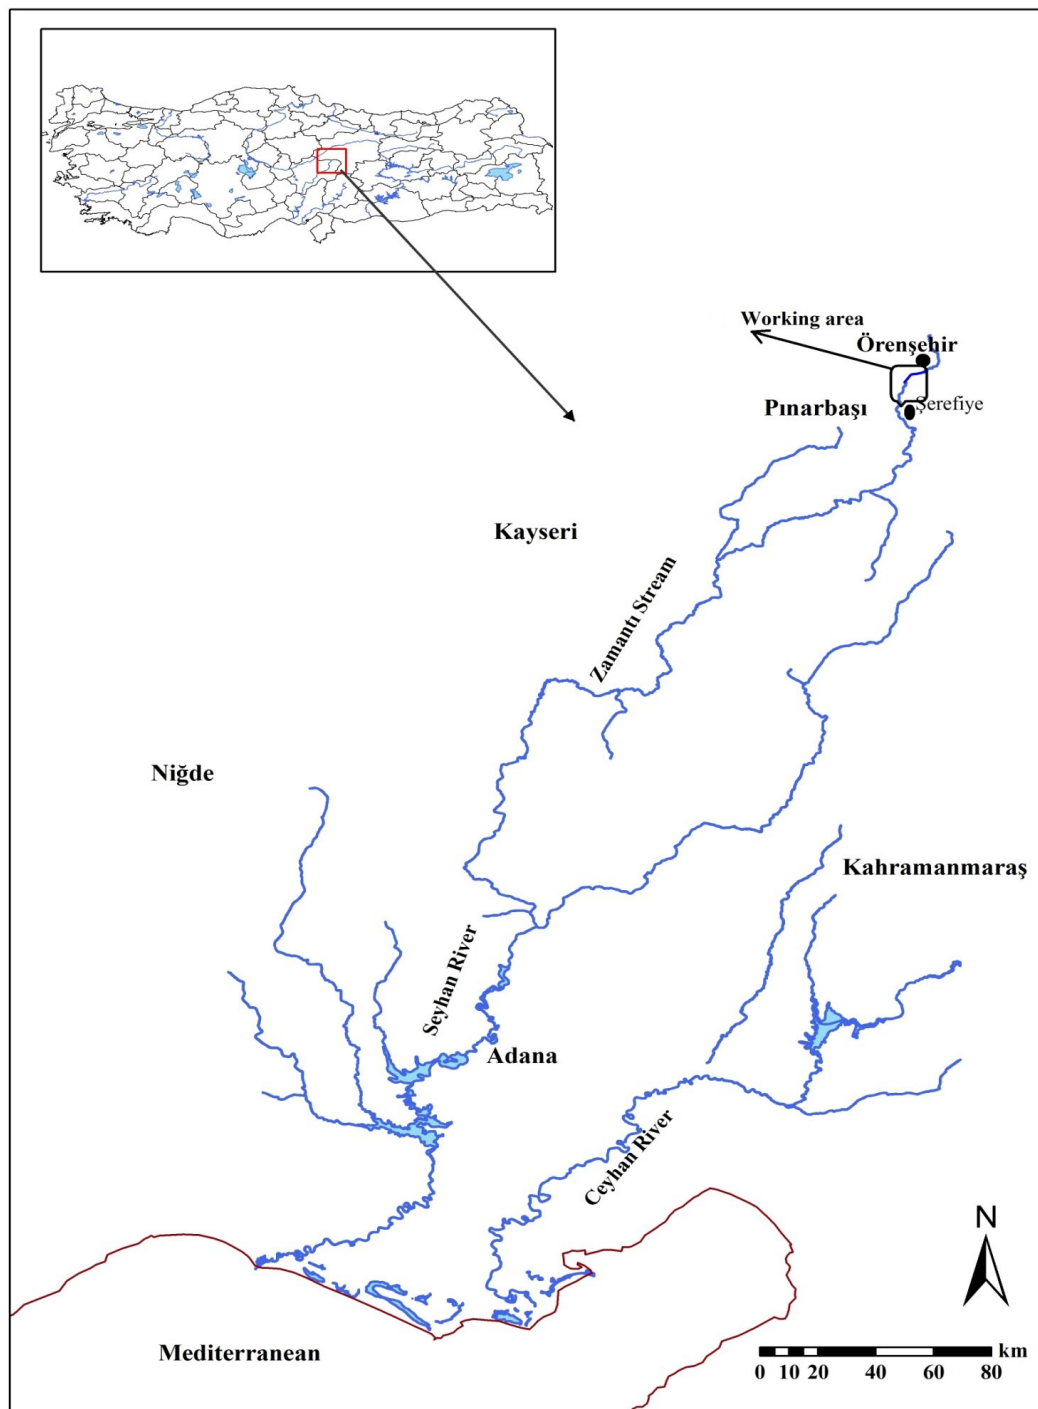 Working area
Örenşehir
Pınarbaşı
Şerefiye
Kayseri
Zamantı Stream
Niğde
Kahramanmaraş
Seyhan River
Adana
Ceyhan River
N
Mediterranean
km
0 10 20 40 60 80